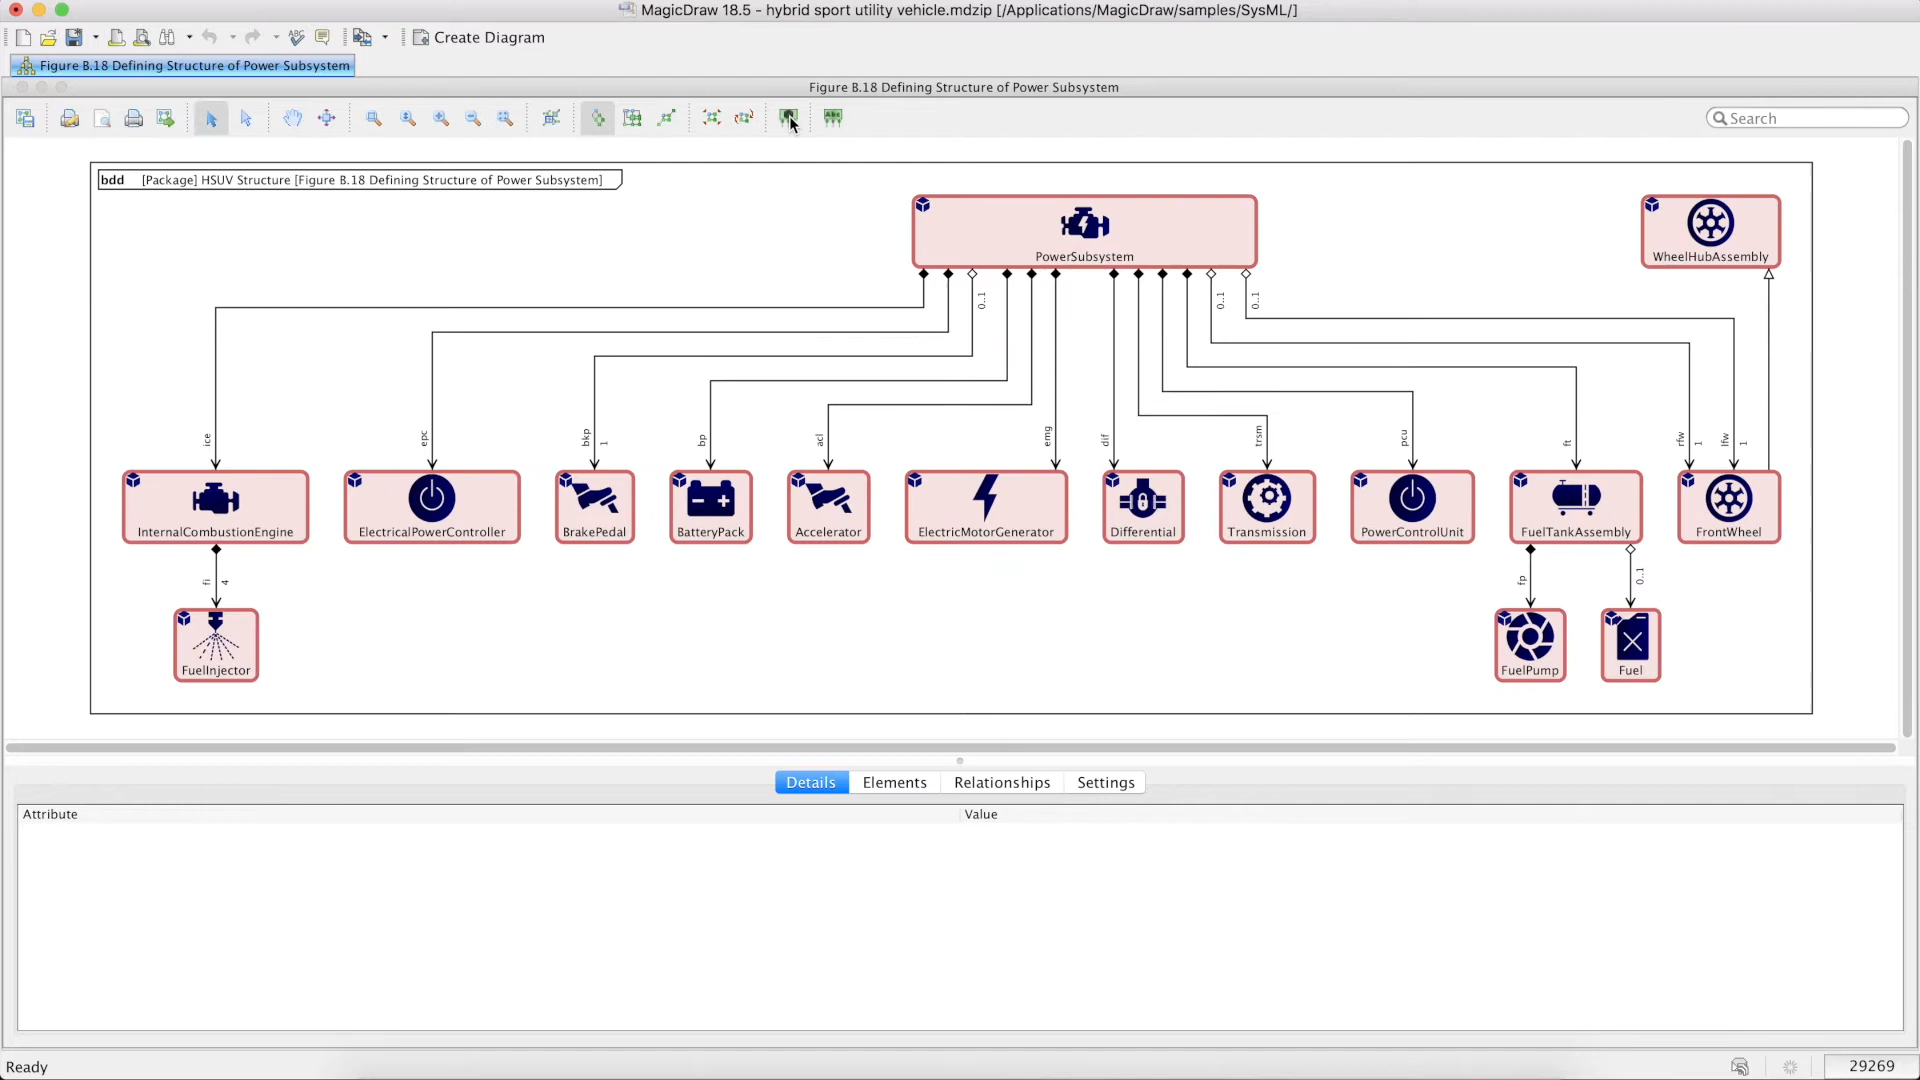 MagicDraw 18.5 - hybrid sport utility vehicle.mdzip [/Applications/MagicDraw/samples/SysML/]
Create Diagram
Figure B.18 Defining Structure of Power Subsystem
Figure B.18 Defining Structure of Power Subsystem
Search
bdd [Package] HSUV Structure [Figure B.18 Defining Structure of Power Subsystem]
PowerSubsystem
WheelHubAssembly
0..1
0..1
0..1
ice
epc
bkp
1
bp
acl
emg
dif
trsm
pcu
ft
rfw
1
lfw
1
InternalCombustionEngine
ElectricalPowerController
BrakePedal
BatteryPack
Accelerator
ElectricMotorGenerator
Differential
Transmission
PowerControlUnit
FuelTankAssembly
FrontWheel
fi
4
fp
0..1
FuelInjector
FuelPump
Fuel
Details
Elements
Relationships
Settings
Attribute
Value
Ready
29269